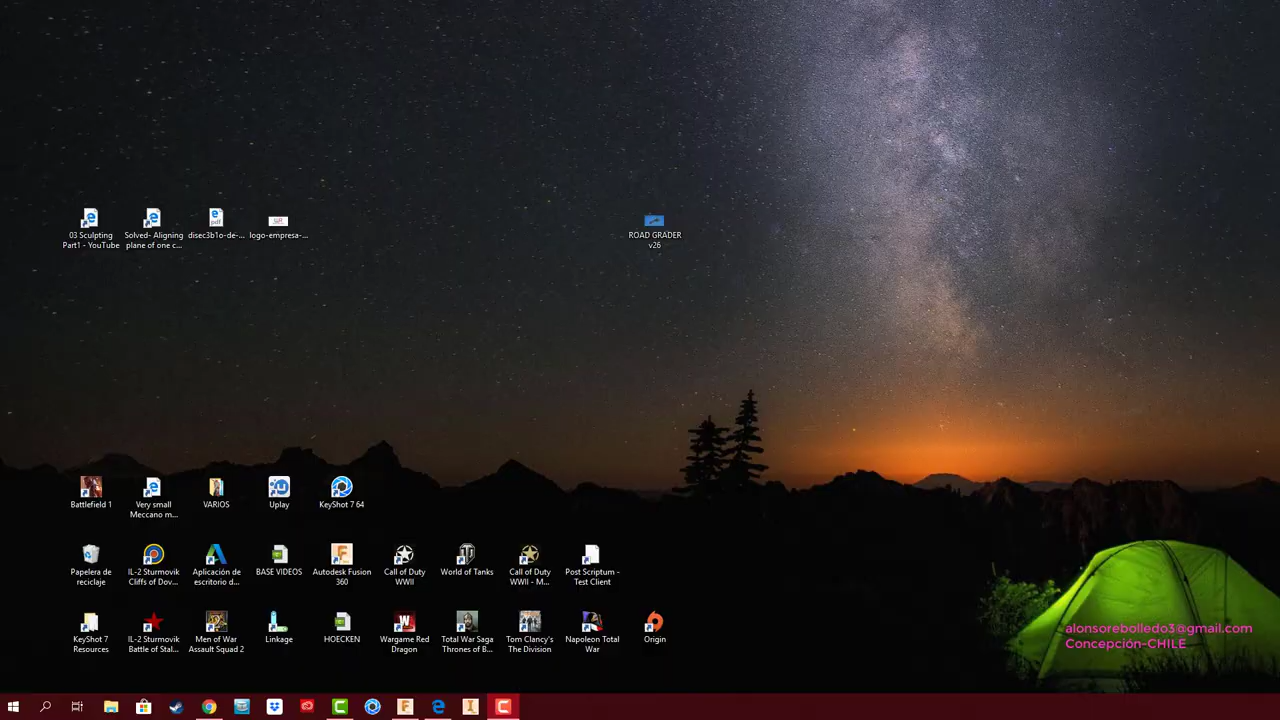 03 Sculpting
Part1 - YouTube
Solved- Aligning
plane of one c...
disec3b1o-de-...
logo-empresa-...
ROAD GRADER
v26
Battlefield 1
Very small
Meccano m...
VARIOS
Uplay
KeyShot 7 64
Papelera de
reciclaje
IL-2 Sturmovik
Cliffs of Dov...
Aplicación de
escritorio d...
BASE VIDEOS
Autodesk Fusion
360
Call of Duty
WWII
World of Tanks
Call of Duty
WWII - M...
Post Scriptum -
Test Client
KeyShot 7
Resources
IL-2 Sturmovik
Battle of Stal...
Men of War
Assault Squad 2
Linkage
HOECKEN
Wargame Red
Dragon
Total War Saga
Thrones of B...
Tom Clancy's
The Division
Napoleon Total
War
Origin
alonsorebolledo3@gmail.com
Concepción-CHILE